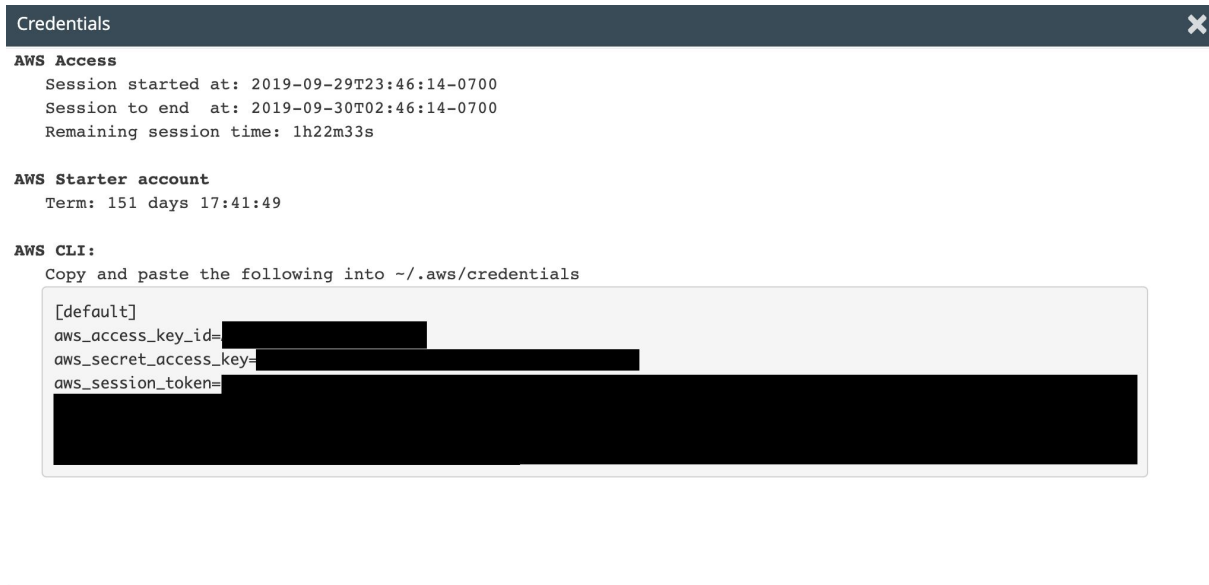 Credentials
AWS Access
Session started at: 2019-09-29T23:46:14-0700
Session to end  at: 2019-09-30T02:46:14-0700
Remaining session time: 1h22m33s
AWS Starter account
Term: 151 days 17:41:49
AWS CLI:
Copy and paste the following into ~/.aws/credentials
[default]
aws_access_key_id=
aws_secret_access_key=
aws_session_token=